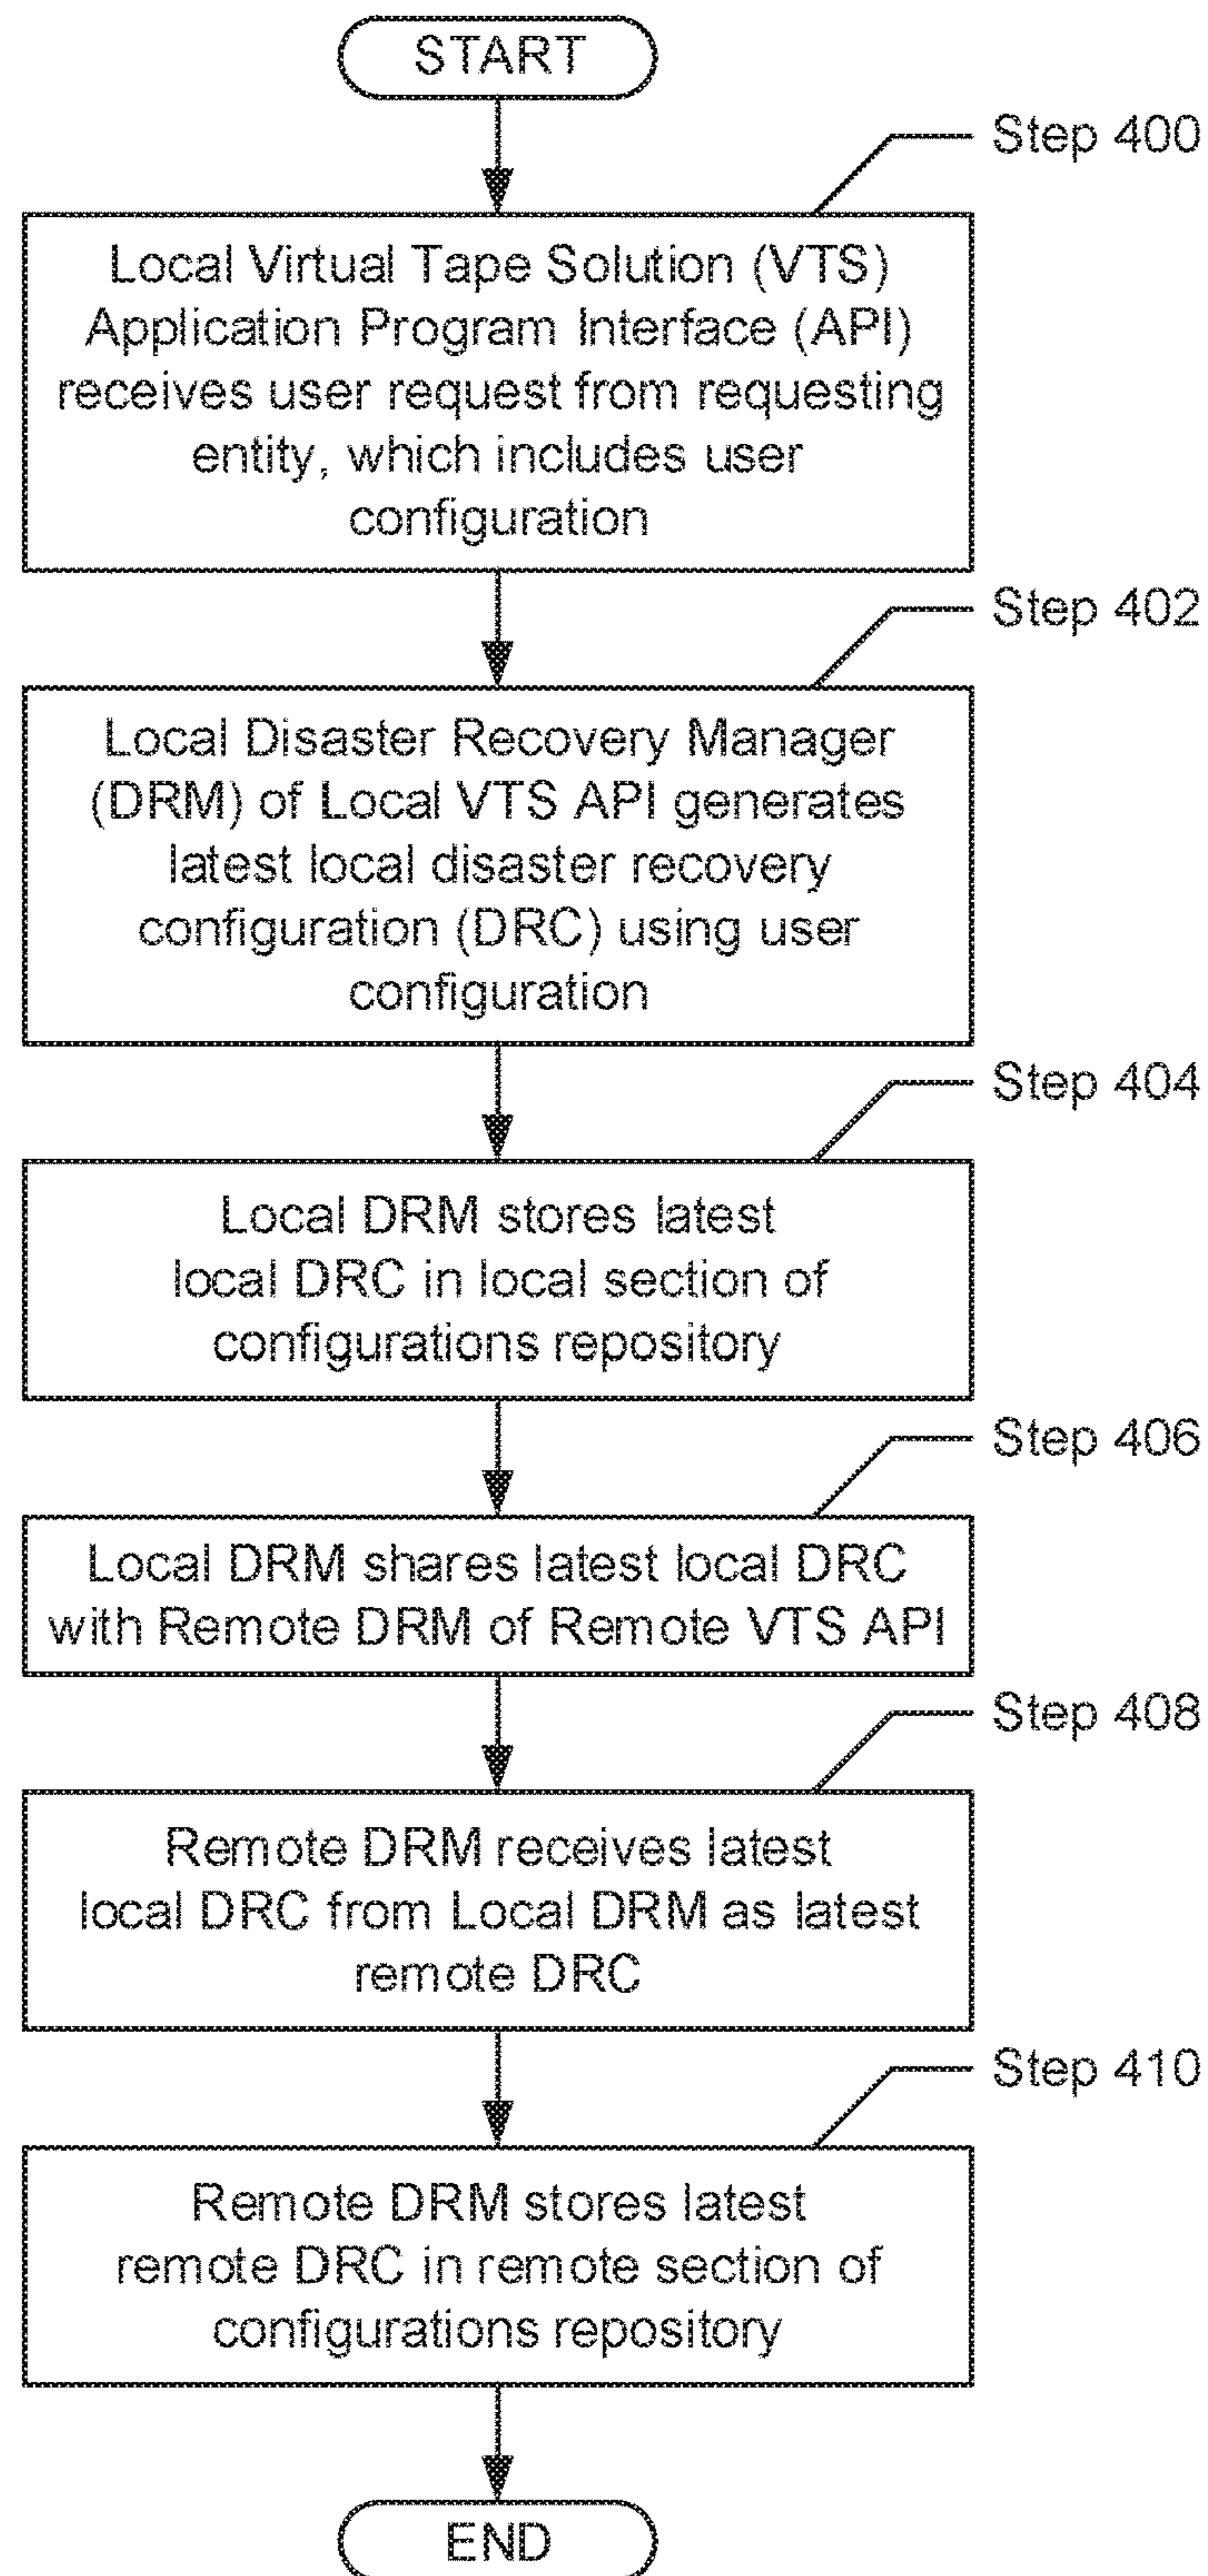 START
Step 400
Local Virtual Tape Solution (VTS)
Application Program Interface (API)
receives user request from requesting
entity, which includes user
configuration
Step 402
Local Disaster Recovery Manager
(DRM) of Local VTS API generates
latest local disaster recovery
configuration (DRC) using user
configuration
Step 404
Local DRM stores latest
local DRC in local section of
configurations repository
Step 406
Local DRM shares latest local DRC
with Remote DRM of Remote VTS API
Step 408
Remote DRM receives latest
local DRC from Local DRM as latest
remote DRC
Step 410
Remote DRM stores latest
remote DRC in remote section of
configurations repository
END